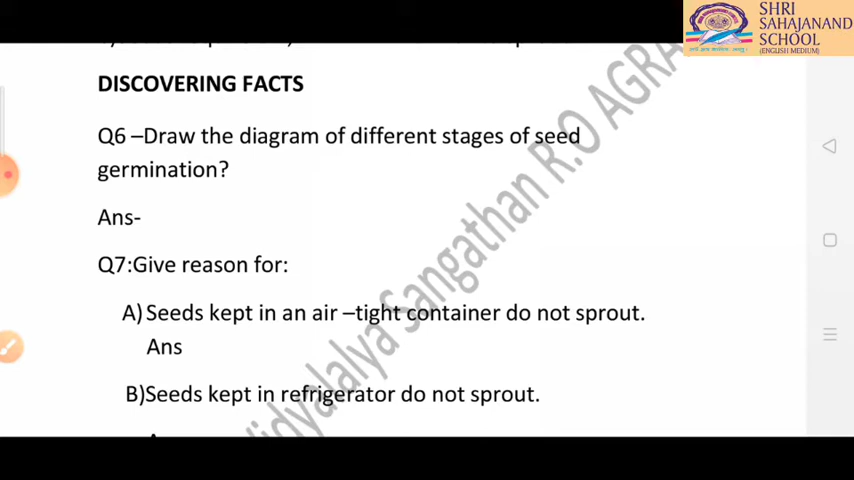 SHRI
SAHAJANAND
SCHOOL
(ENGLISH MEDIUM)
DISCOVERING FACTS
Q6 –Draw the diagram of different stages of seed
germination?
Ans-
Q7:Give reason for:
A) Seeds kept in an air –tight container do not sprout.
Ans
B)Seeds kept in refrigerator do not sprout.
idyalalya Sangathan R.O AGRA